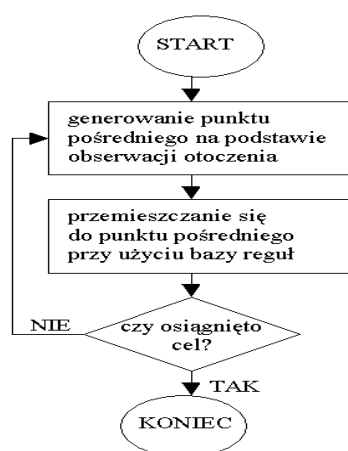 START
generowanie punktu
pośredniego na podstawie
obserwacji otoczenia
przemieszczanie się
do punktu pośredniego
przy użyciu bazy reguł
NIE
czy osiągnięto
cel?
TAK
KONIEC